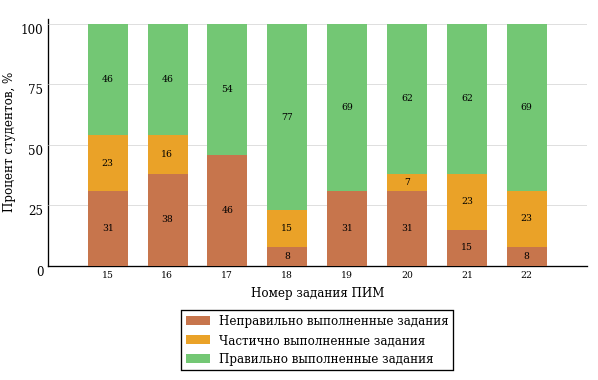 Процент студентов, %
100
75
50
25
0
46 46 54 77 69 62 62 69
23 16 15 7 23 23
31 38 46 8 31 31 15 8
15 16 17 18 19 20 21 22
Номер задания ПИМ
Неправильно выполненные задания
Частично выполненные задания
Правильно выполненные задания